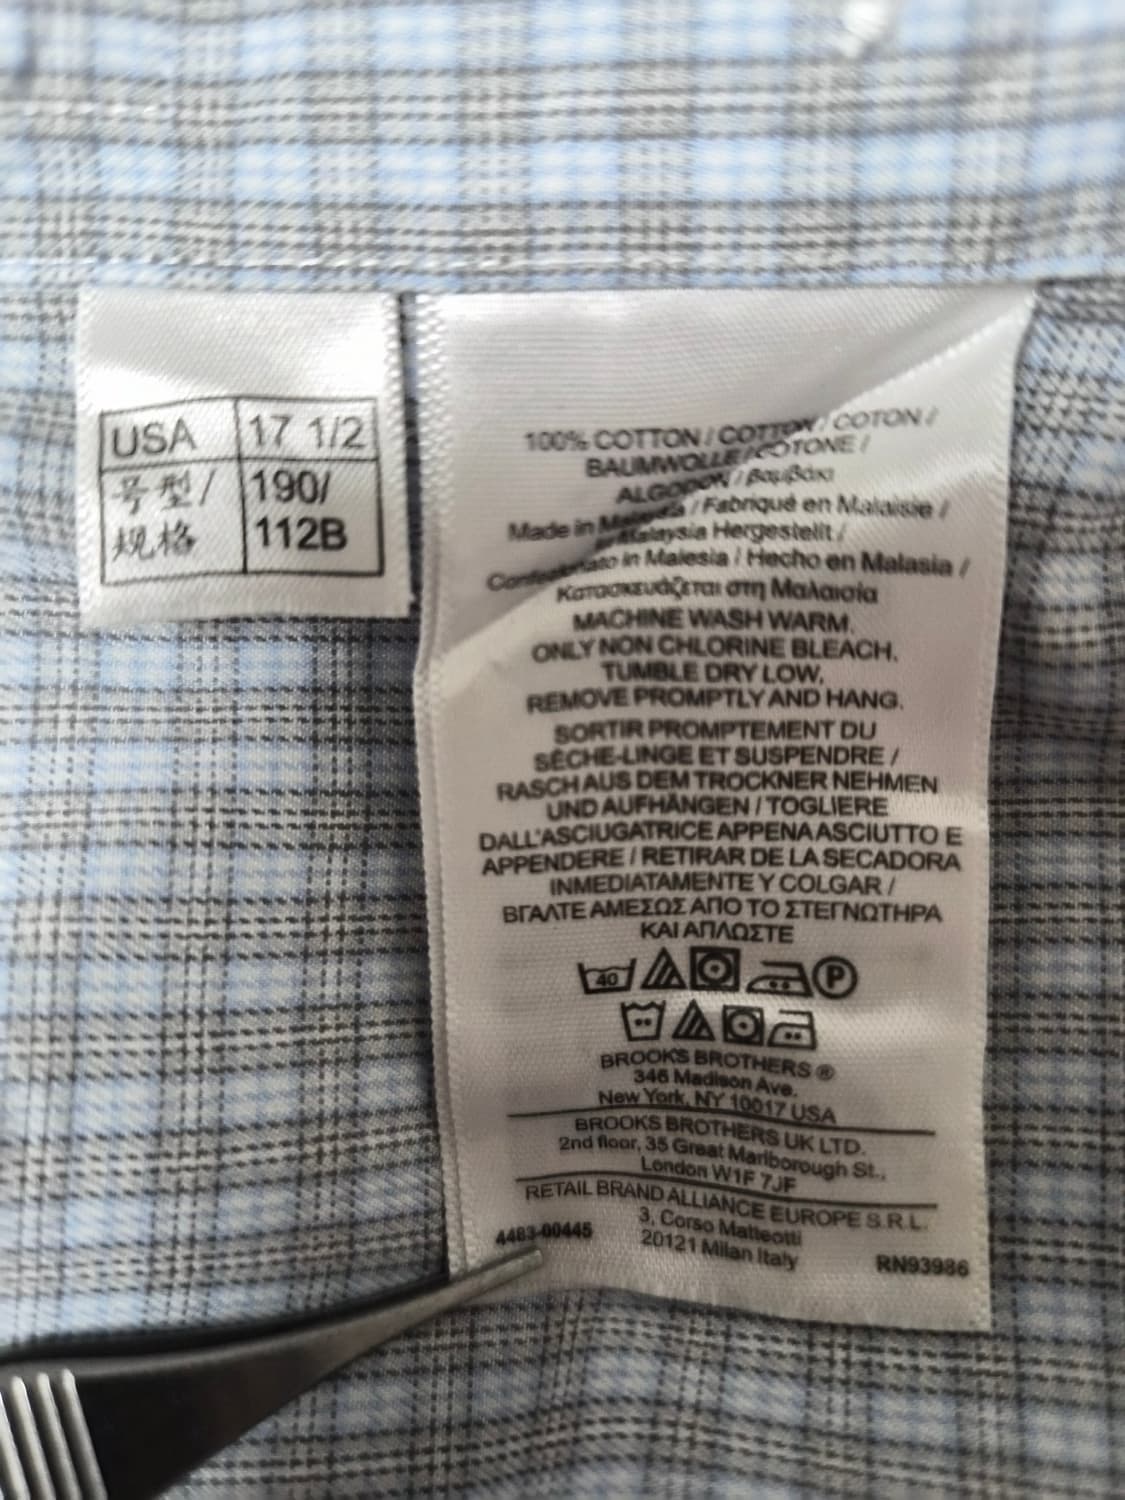 USA 17 1/2
号型/ 190/
规格 112B
100% COTTON / COTTON / COTON /
BAUMWOLLE / COTONE /
ALGODON / βαμβάκι
Made in Malaysia / Fabriqué en Malaisie /
Malaysia Hergestellt /
Confezionato in Malesia / Hecho en Malasia /
Κατασκευάζεται στη Μαλαισία
MACHINE WASH WARM.
ONLY NON CHLORINE BLEACH.
TUMBLE DRY LOW,
REMOVE PROMPTLY AND HANG.
SORTIR PROMPTEMENT DU
SÈCHE-LINGE ET SUSPENDRE /
RASCH AUS DEM TROCKNER NEHMEN
UND AUFHÄNGEN / TOGLIERE
DALL'ASCIUGATRICE APPENA ASCIUTTO E
APPENDERE / RETIRAR DE LA SECADORA
INMEDIATAMENTE Y COLGAR /
ΒΓΑΛΤΕ ΑΜΕΣΩΣ ΑΠΟ ΤΟ ΣΤΕΓΝΩΤΗΡΑ
ΚΑΙ ΑΠΛΩΣΤΕ
40 P
BROOKS BROTHERS ®
346 Madison Ave.
New York, NY 10017 USA
BROOKS BROTHERS UK LTD.
2nd floor, 35 Great Marlborough St.,
London W1F 7JF
RETAIL BRAND ALLIANCE EUROPE S.R.L.
3, Corso Matteotti
20121 Milan Italy
4483-00445
RN93986